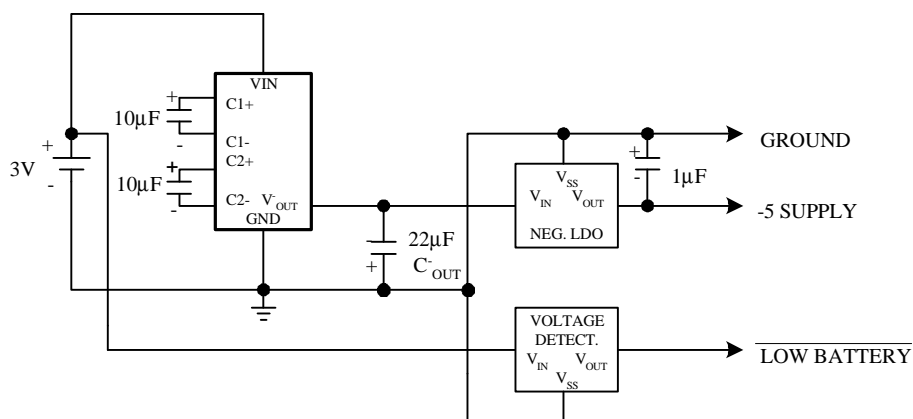 VIN
+
C1+
10µF
C1-
-
+
C2+
10µF
-
C2-
V-OUT
GND
+
3V
-
-
22µF
+
C-OUT
GROUND
+
-
1µF
VSS
VIN
VOUT
NEG. LDO
-5 SUPPLY
VOLTAGE
DETECT.
VIN
VOUT
VSS
LOW BATTERY